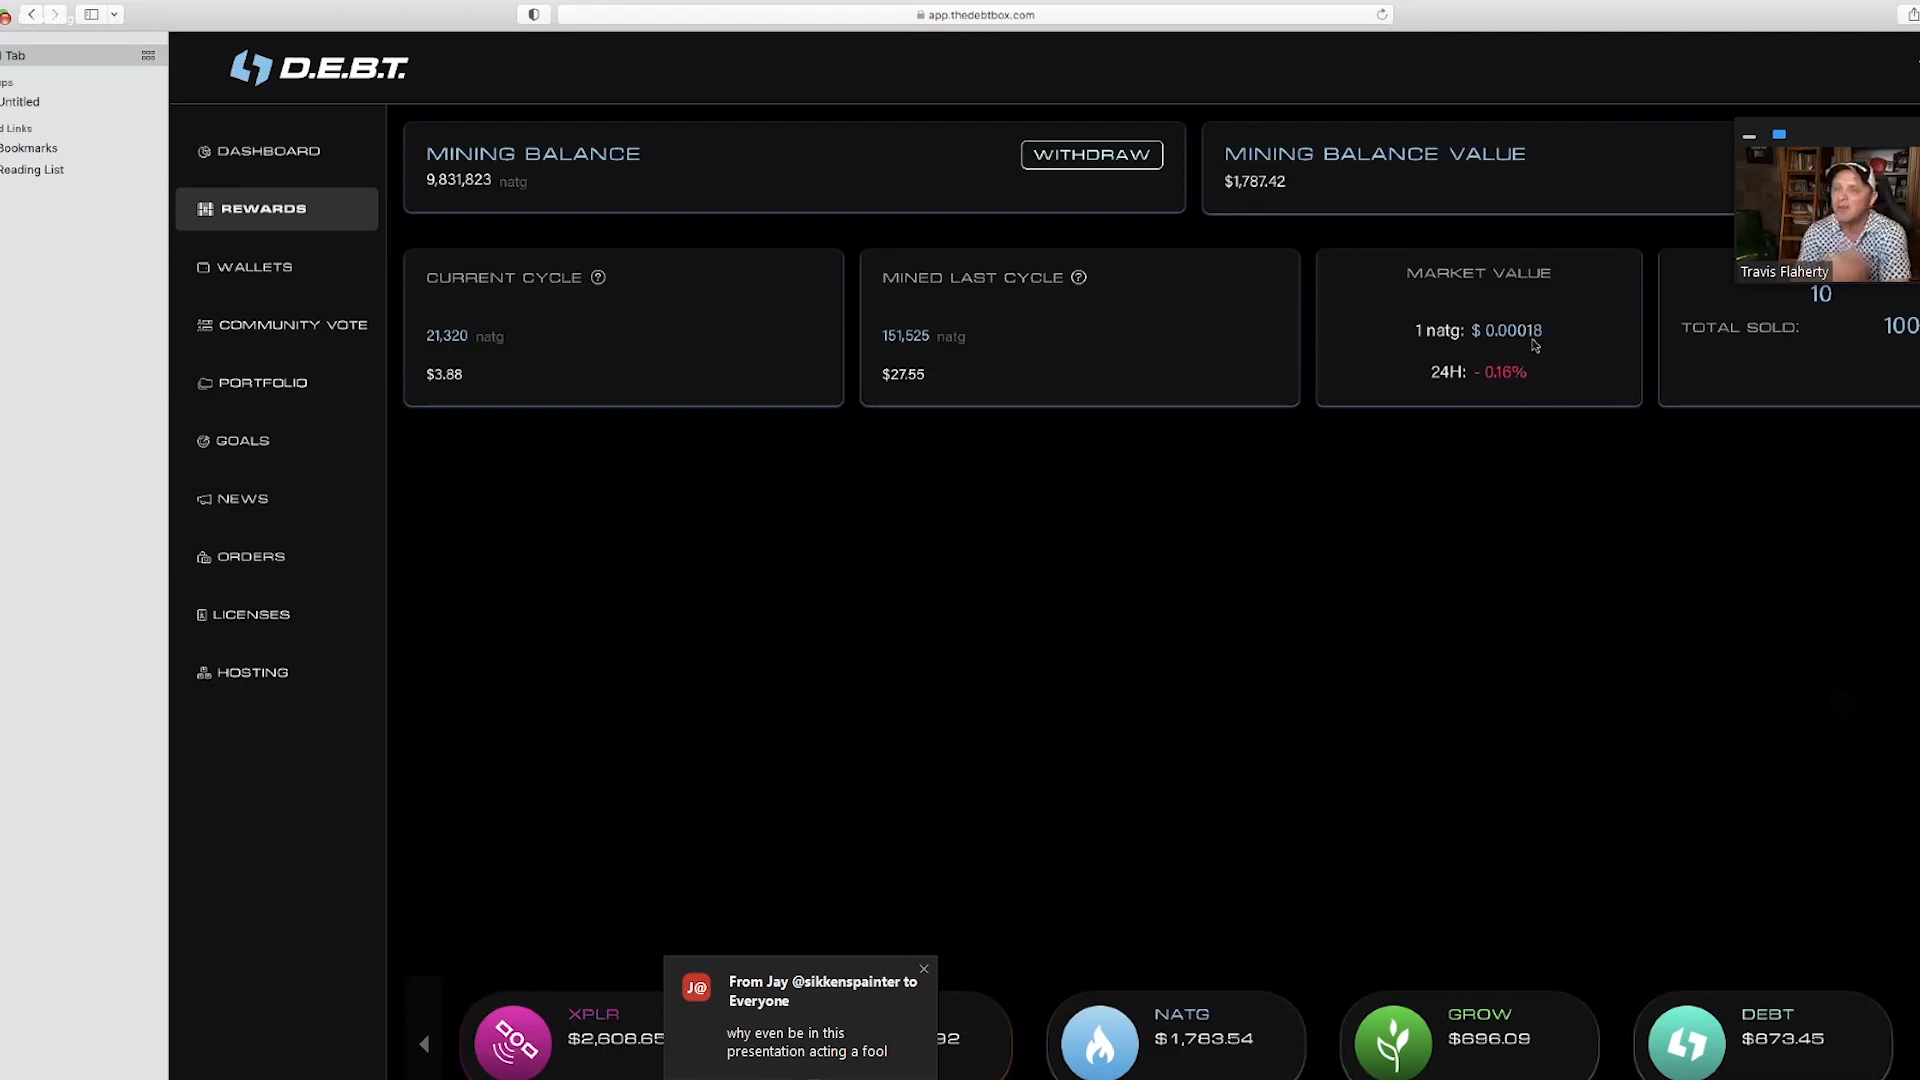 app.thedebtbox.com
Tab
Untitled
Links
Bookmarks
Reading List
D.E.B.T.
DASHBOARD
REWARDS
WALLETS
COMMUNITY VOTE
PORTFOLIO
GOALS
NEWS
ORDERS
LICENSES
HOSTING
MINING BALANCE
9,831,823 natg
WITHDRAW
MINING BALANCE VALUE
$1,787.42
CURRENT CYCLE ?
21,320 natg
$3.88
MINED LAST CYCLE ?
151,525 natg
$27.55
MARKET VALUE
1 natg: $ 0.00018
24H: - 0.16%
Travis Flaherty
10
TOTAL SOLD: 100
J@
From Jay @sikkenspainter to
Everyone
why even be in this
presentation acting a fool
XPLR
$2,608.65
92
NATG
$1,783.54
GROW
$696.09
DEBT
$873.45